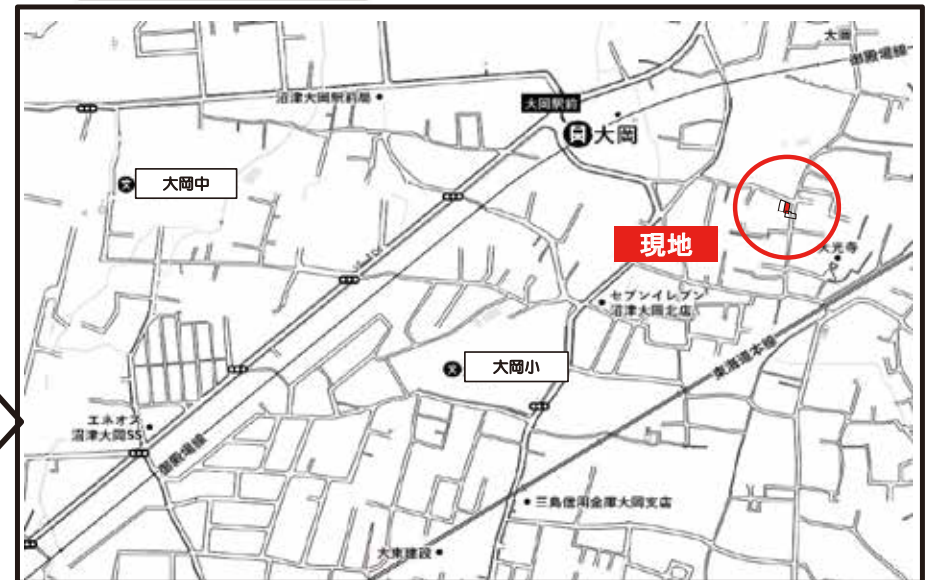 大岡
御殿場線
沼津大岡駅前局
大岡駅前
大岡
大岡中
現地
大光寺
セブンイレブン
沼津大岡北店
東海道本線
大岡小
エネオス
沼津大岡SS
御殿場線
三島信用金庫大岡支店
大東建設